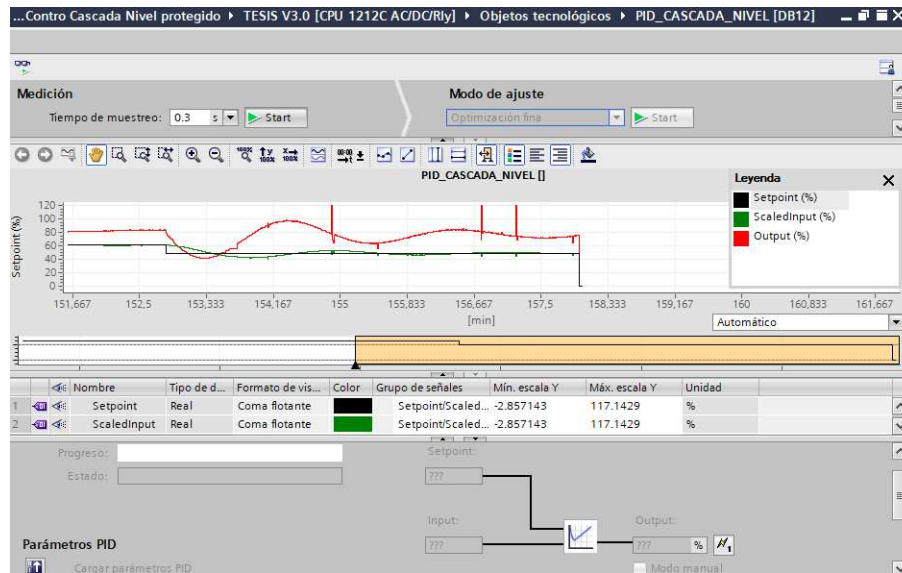 ...Contro Cascada Nivel protegido ▸ TESIS V3.0 [CPU 1212C AC/DC/Rly] ▸ Objetos tecnológicos ▸ PID_CASCADA_NIVEL [DB12]
Medición
Modo de ajuste
Tiempo de muestreo: 0.3 s Start
Optimización fina Start
PID_CASCADA_NIVEL []
Leyenda
Setpoint (%)
ScaledInput (%)
Output (%)
Setpoint (%)
120
100
80
60
40
20
0
151,667 152,5 153,333 154,167 155 155,833 156,667 157,5 158,333 159,167 160 160,833 161,667
[min]
Automático
Nombre Tipo de d... Formato de vis... Color Grupo de señales Mín. escala Y Máx. escala Y Unidad
1 Setpoint Real Coma flotante Setpoint/Scaled... -2.857143 117.1429 %
2 ScaledInput Real Coma flotante Setpoint/Scaled... -2.857143 117.1429 %
Progreso:
Setpoint:
Estado:
???
Input:
Output:
???
??? %
Parámetros PID
Cargar parámetros PID
Modo manual